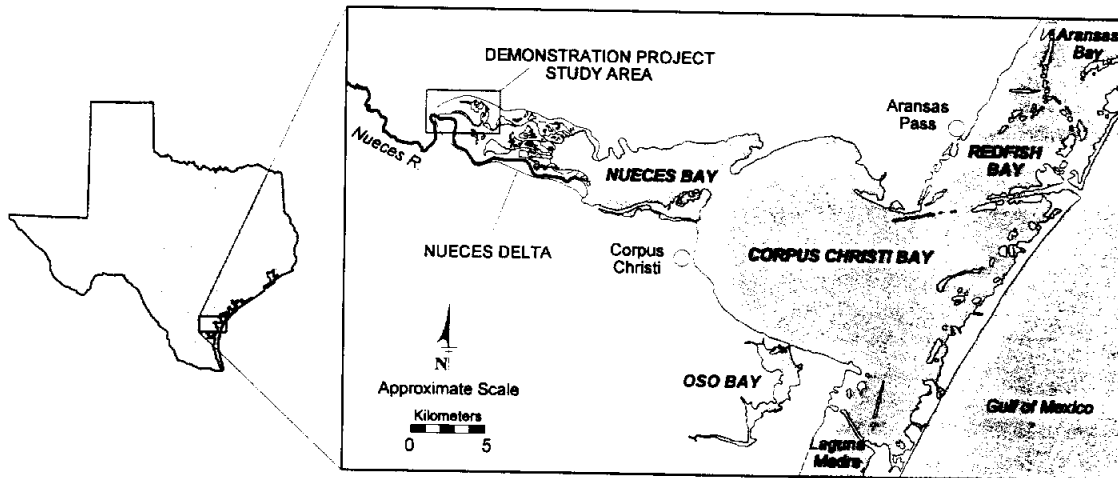 DEMONSTRATION PROJECT
STUDY AREA
Aransas
Bay
Aransas
Pass
Nueces R.
REDFISH
BAY
NUECES BAY
NUECES DELTA
Corpus
Christi
CORPUS CHRISTI BAY
N
Approximate Scale
Kilometers
0 5
OSO BAY
Gulf of Mexico
Laguna
Madre